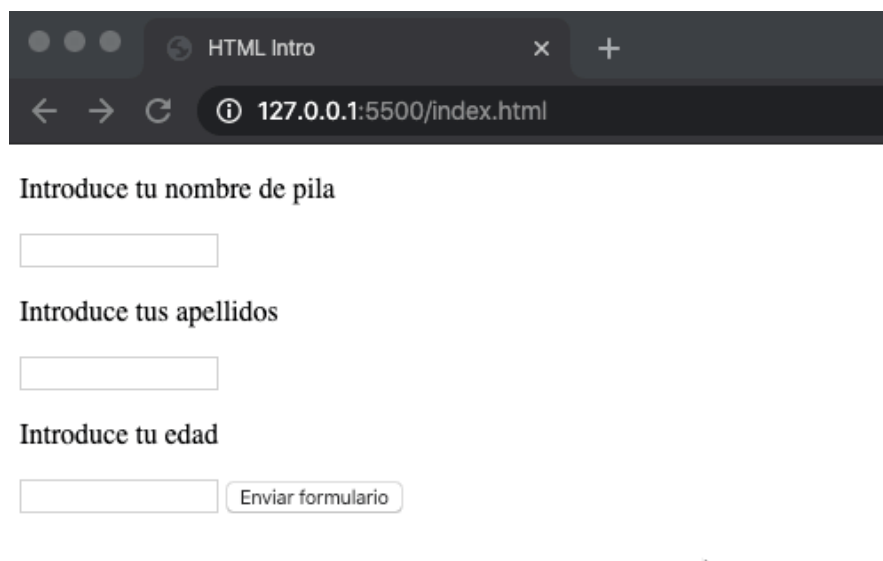 HTML Intro
127.0.0.1:5500/index.html
Introduce tu nombre de pila
Introduce tus apellidos
Introduce tu edad
Enviar formulario